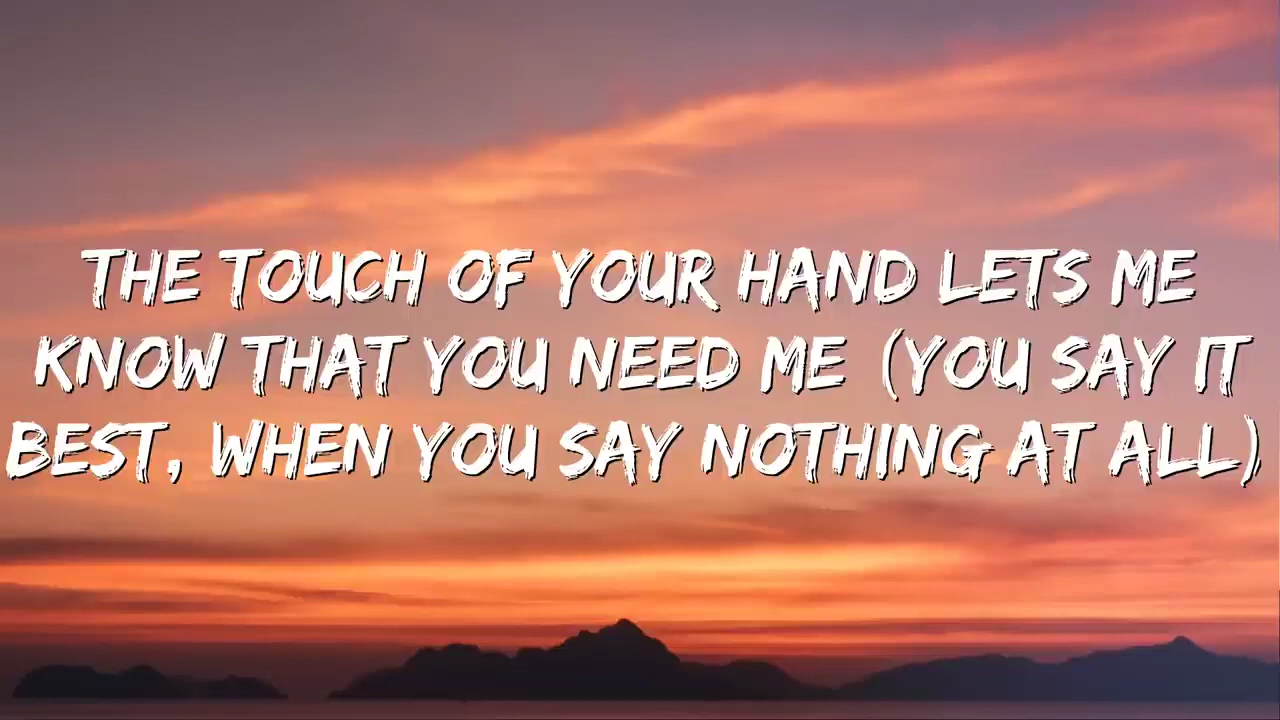 THE TOUCH OF YOUR HAND LETS ME
KNOW THAT YOU NEED ME (YOU SAY IT
BEST, WHEN YOU SAY NOTHING AT ALL)